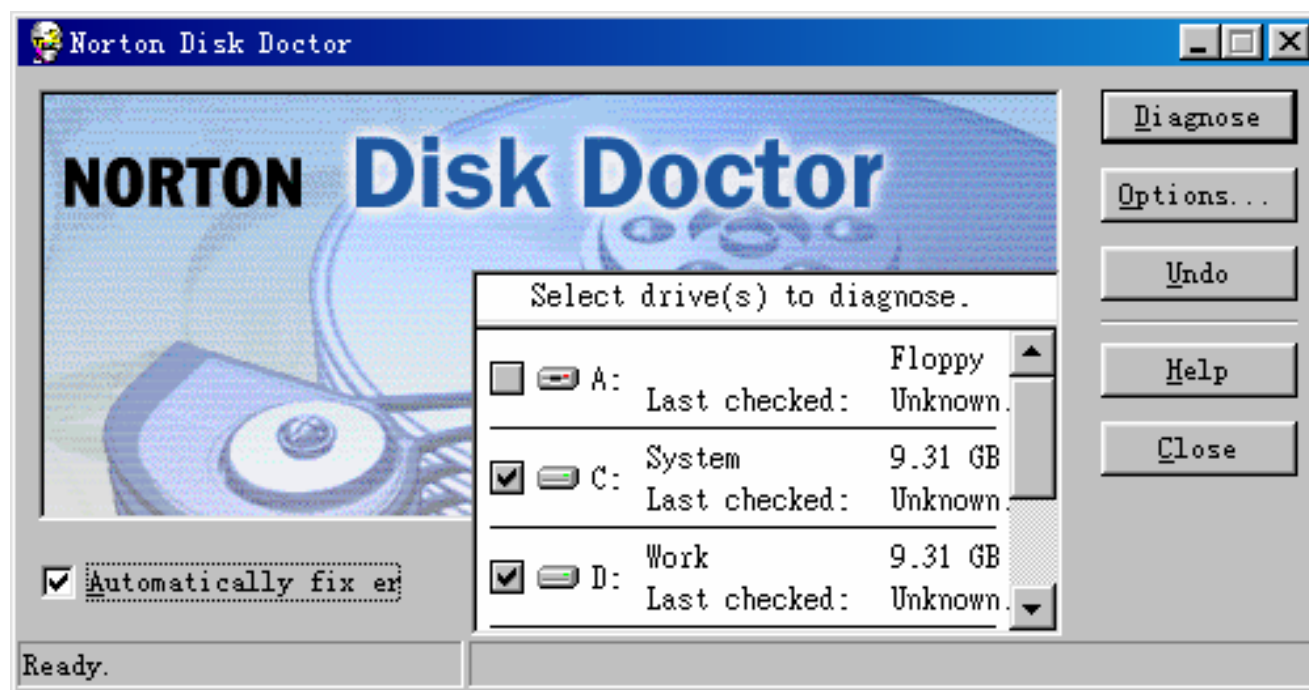 Norton Disk Doctor
NORTON Disk Doctor
Select drive(s) to diagnose.
A: Floppy
Last checked: Unknown.
C: System 9.31 GB
Last checked: Unknown.
D: Work 9.31 GB
Last checked: Unknown.
Automatically fix er
Ready.
Diagnose
Options...
Undo
Help
Close